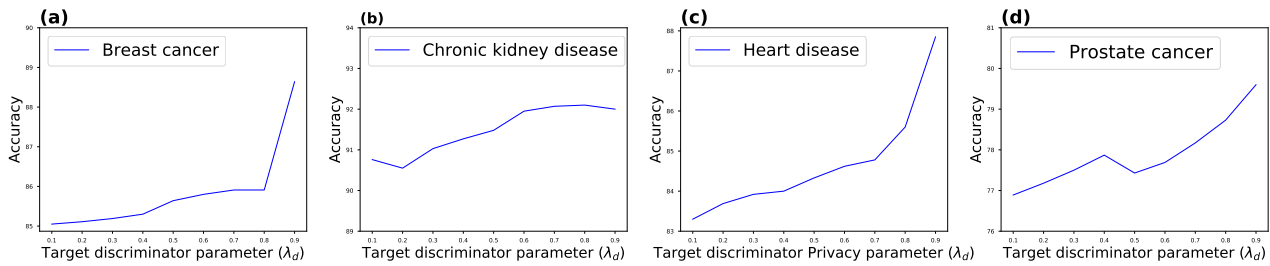 (a)
Breast cancer
Accuracy
90
89
88
87
86
85
0.1 0.2 0.3 0.4 0.5 0.6 0.7 0.8 0.9
Target discriminator parameter (λd)
(b)
Chronic kidney disease
Accuracy
94
93
92
91
90
89
0.1 0.2 0.3 0.4 0.5 0.6 0.7 0.8 0.9
Target discriminator parameter (λd)
(c)
Heart disease
Accuracy
88
87
86
85
84
83
0.1 0.2 0.3 0.4 0.5 0.6 0.7 0.8 0.9
Target discriminator Privacy parameter (λd)
(d)
Prostate cancer
Accuracy
81
80
79
78
77
76
0.1 0.2 0.3 0.4 0.5 0.6 0.7 0.8 0.9
Target discriminator parameter (λd)